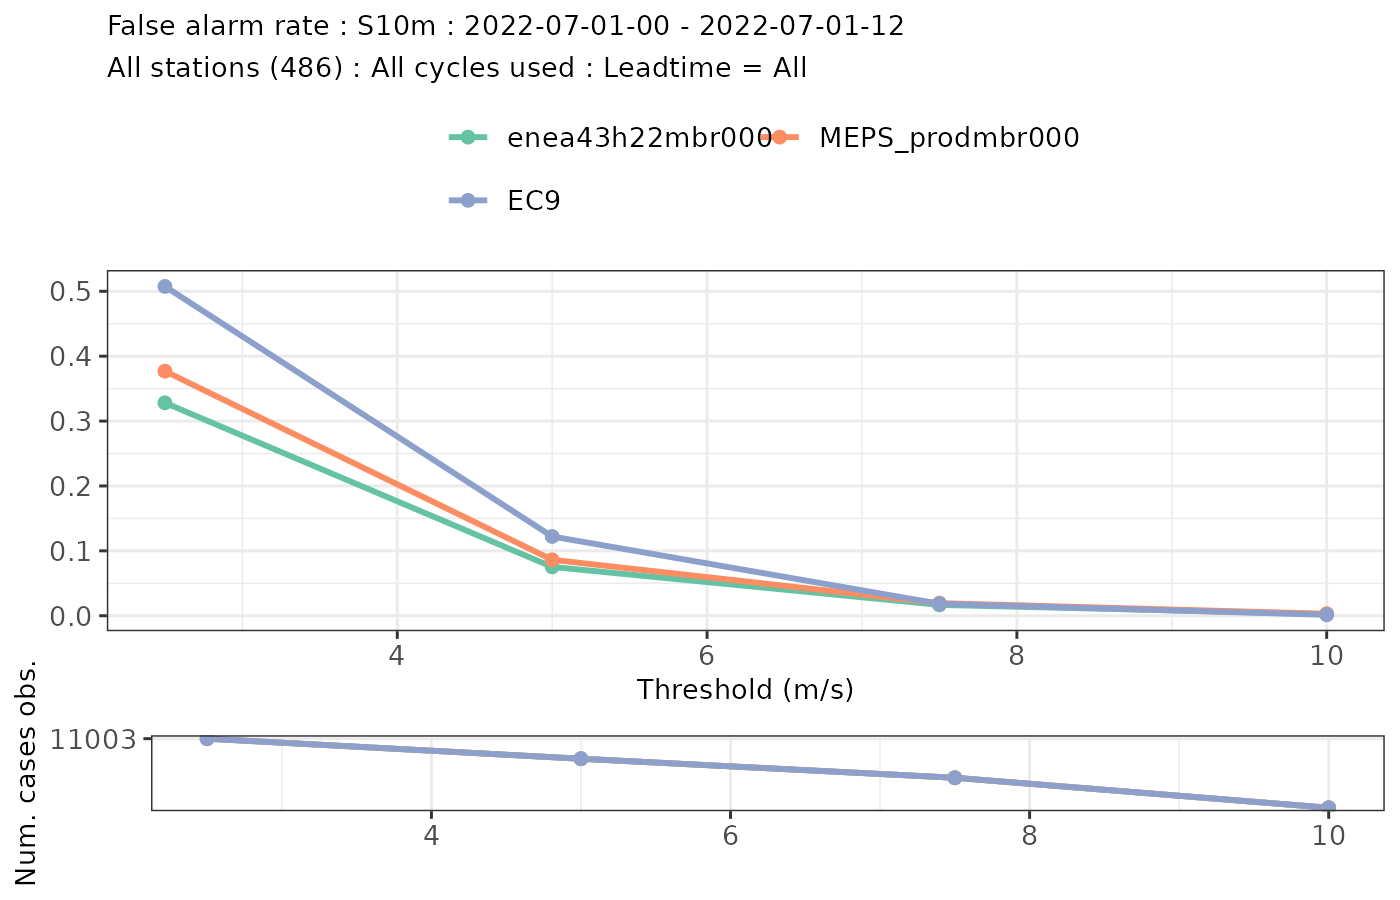 False alarm rate : S10m : 2022-07-01-00 - 2022-07-01-12
All stations (486) : All cycles used : Leadtime = All
enea43h22mbr000 MEPS_prodmbr000
EC9
0.5
0.4
0.3
0.2
0.1
0.0
4 6 8 10
Threshold (m/s)
Num. cases obs.
11003
4 6 8 10